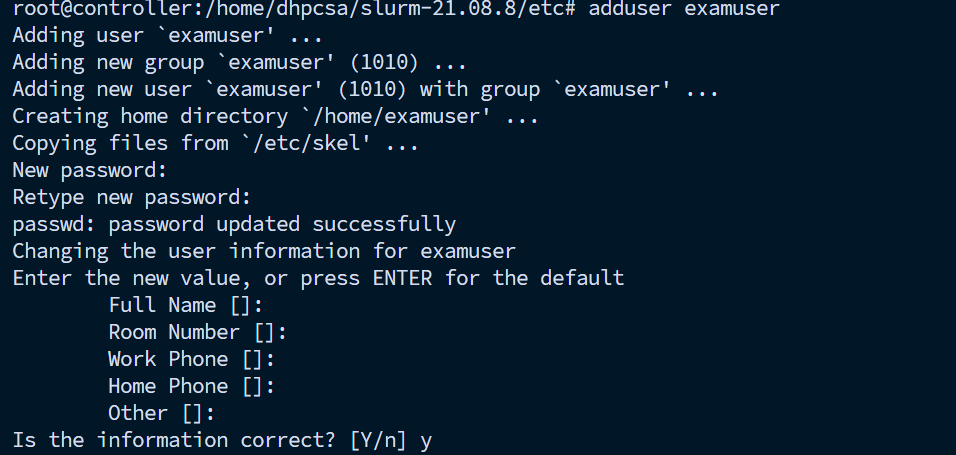 root@controller:/home/dhpcsa/slurm-21.08.8/etc# adduser examuser
Adding user `examuser' ...
Adding new group `examuser' (1010) ...
Adding new user `examuser' (1010) with group `examuser' ...
Creating home directory `/home/examuser' ...
Copying files from `/etc/skel' ...
New password:
Retype new password:
passwd: password updated successfully
Changing the user information for examuser
Enter the new value, or press ENTER for the default
        Full Name []:
        Room Number []:
        Work Phone []:
        Home Phone []:
        Other []:
Is the information correct? [Y/n] y